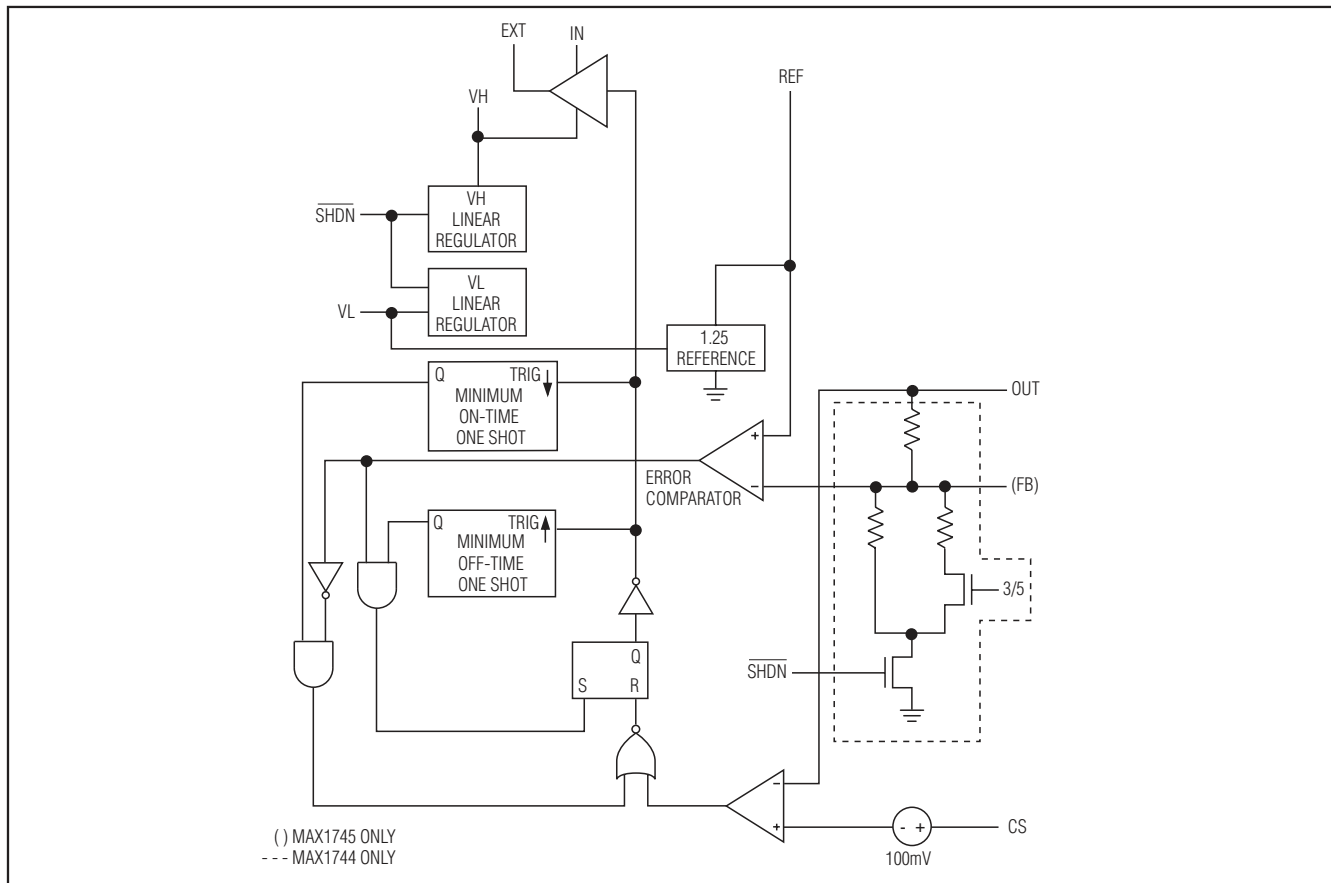 EXT
IN
REF
VH
VH
LINEAR
REGULATOR
SHDN
VL
LINEAR
REGULATOR
VL
1.25
REFERENCE
Q TRIG
MINIMUM
ON-TIME
ONE SHOT
OUT
+
-
ERROR
COMPARATOR
(FB)
Q TRIG
MINIMUM
OFF-TIME
ONE SHOT
3/5
Q
S R
SHDN
-
+
- +
CS
100mV
( ) MAX1745 ONLY
- - - MAX1744 ONLY